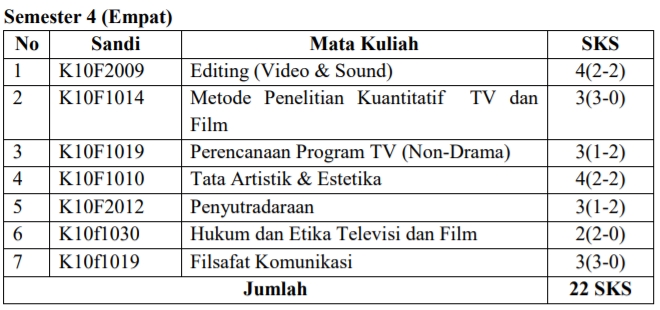 Semester 4 (Empat)
No Sandi Mata Kuliah SKS
1 K10F2009 Editing (Video & Sound) 4(2-2)
2 K10F1014 Metode Penelitian Kuantitatif TV dan 3(3-0)
Film
3 K10F1019 Perencanaan Program TV (Non-Drama) 3(1-2)
4 K10F1010 Tata Artistik & Estetika 4(2-2)
5 K10F2012 Penyutradaraan 3(1-2)
6 K10f1030 Hukum dan Etika Televisi dan Film 2(2-0)
7 K10f1019 Filsafat Komunikasi 3(3-0)
Jumlah 22 SKS